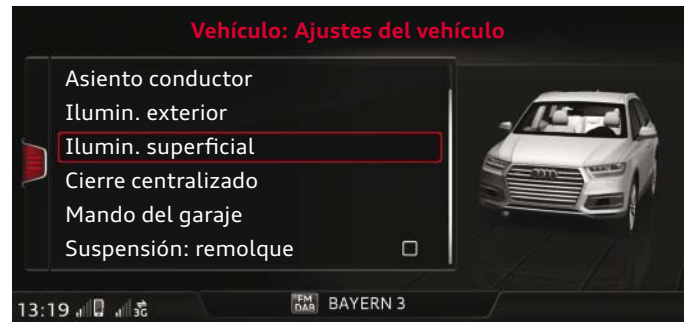 Vehículo: Ajustes del vehículo
Asiento conductor
Ilumin. exterior
Ilumin. superficial
Cierre centralizado
Mando del garaje
Suspensión: remolque
13:19 3G FM DAB BAYERN 3